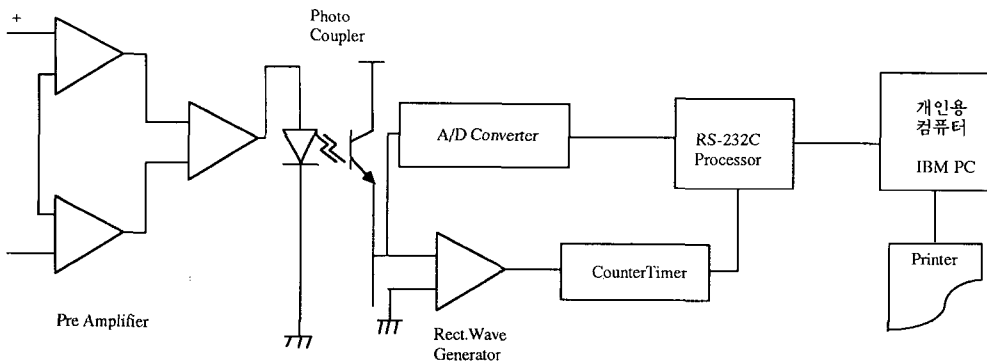 +
Photo
Coupler
A/D Converter
RS-232C
Processor
개인용
컴퓨터
IBM PC
CounterTimer
Printer
Pre Amplifier
Rect.Wave
Generator